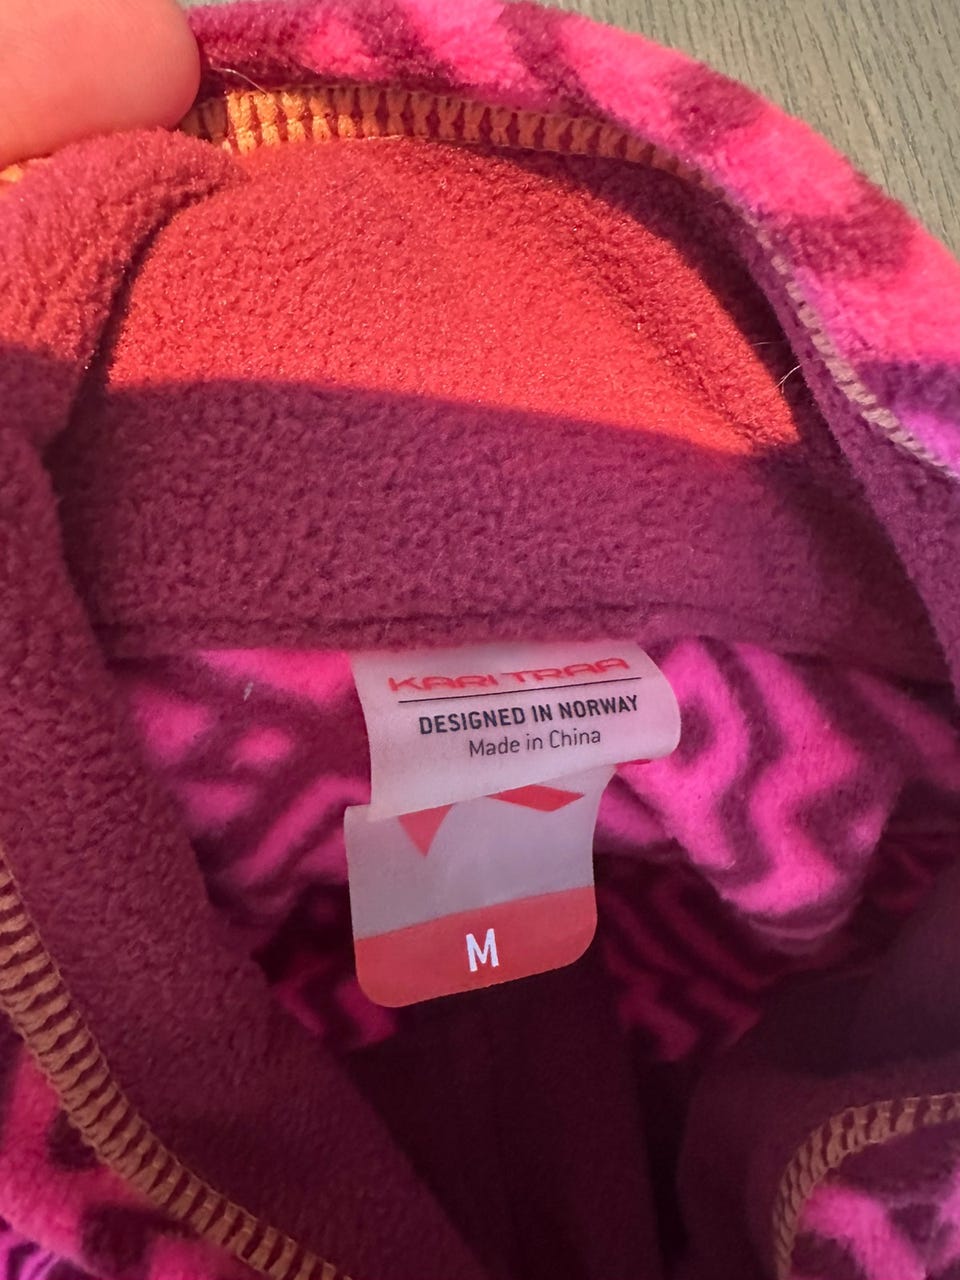 KARI TRAA
DESIGNED IN NORWAY
Made in China
M